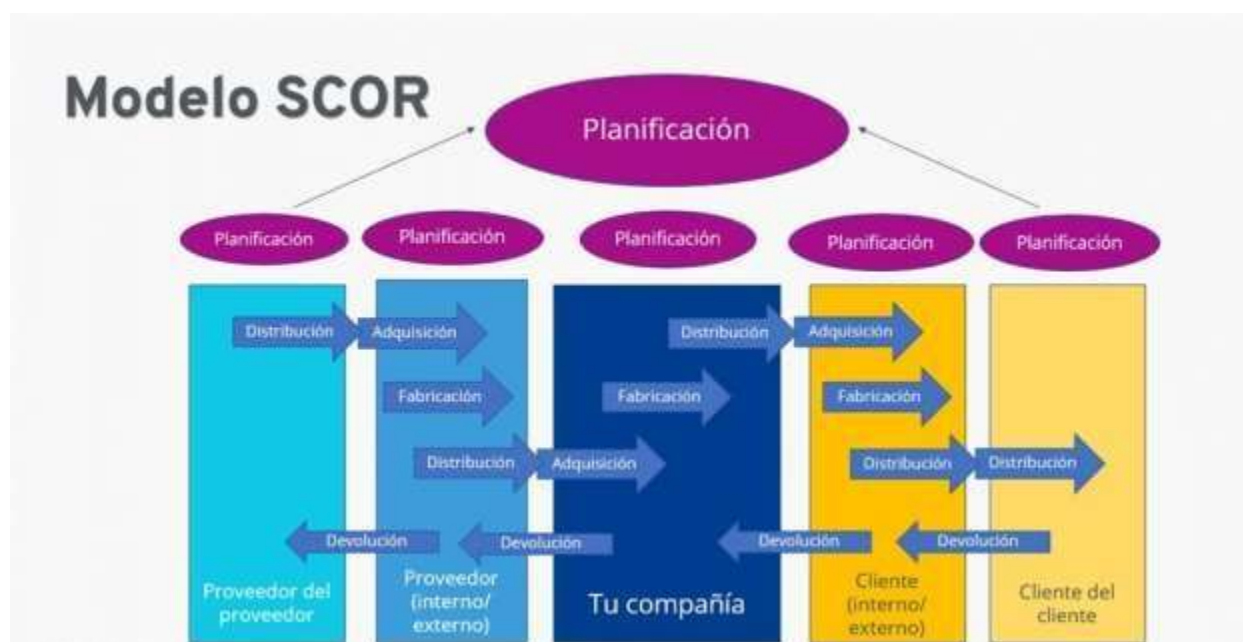 Modelo SCOR
Planificación
Planificación
Planificación
Planificación
Planificación
Planificación
Distribución
Adquisición
Distribución
Adquisición
Fabricación
Fabricación
Fabricación
Distribución
Adquisición
Distribución
Distribución
Devolución
Devolución
Devolución
Devolución
Proveedor del
proveedor
Proveedor
(interno/
externo)
Tu compañía
Cliente
(interno/
externo)
Cliente del
cliente